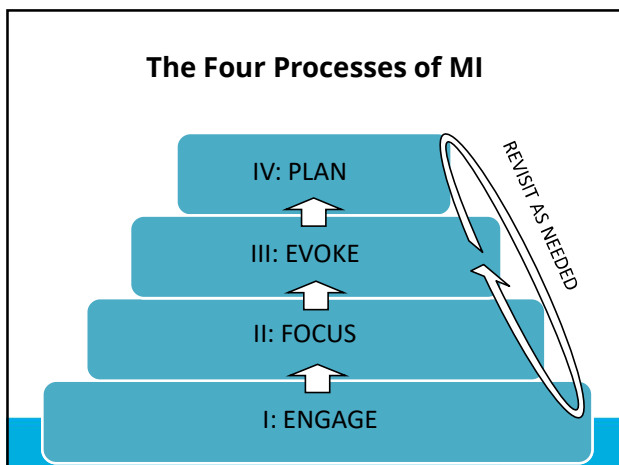 The Four Processes of MI
IV: PLAN
III: EVOKE
II: FOCUS
I: ENGAGE
REVISIT AS NEEDED